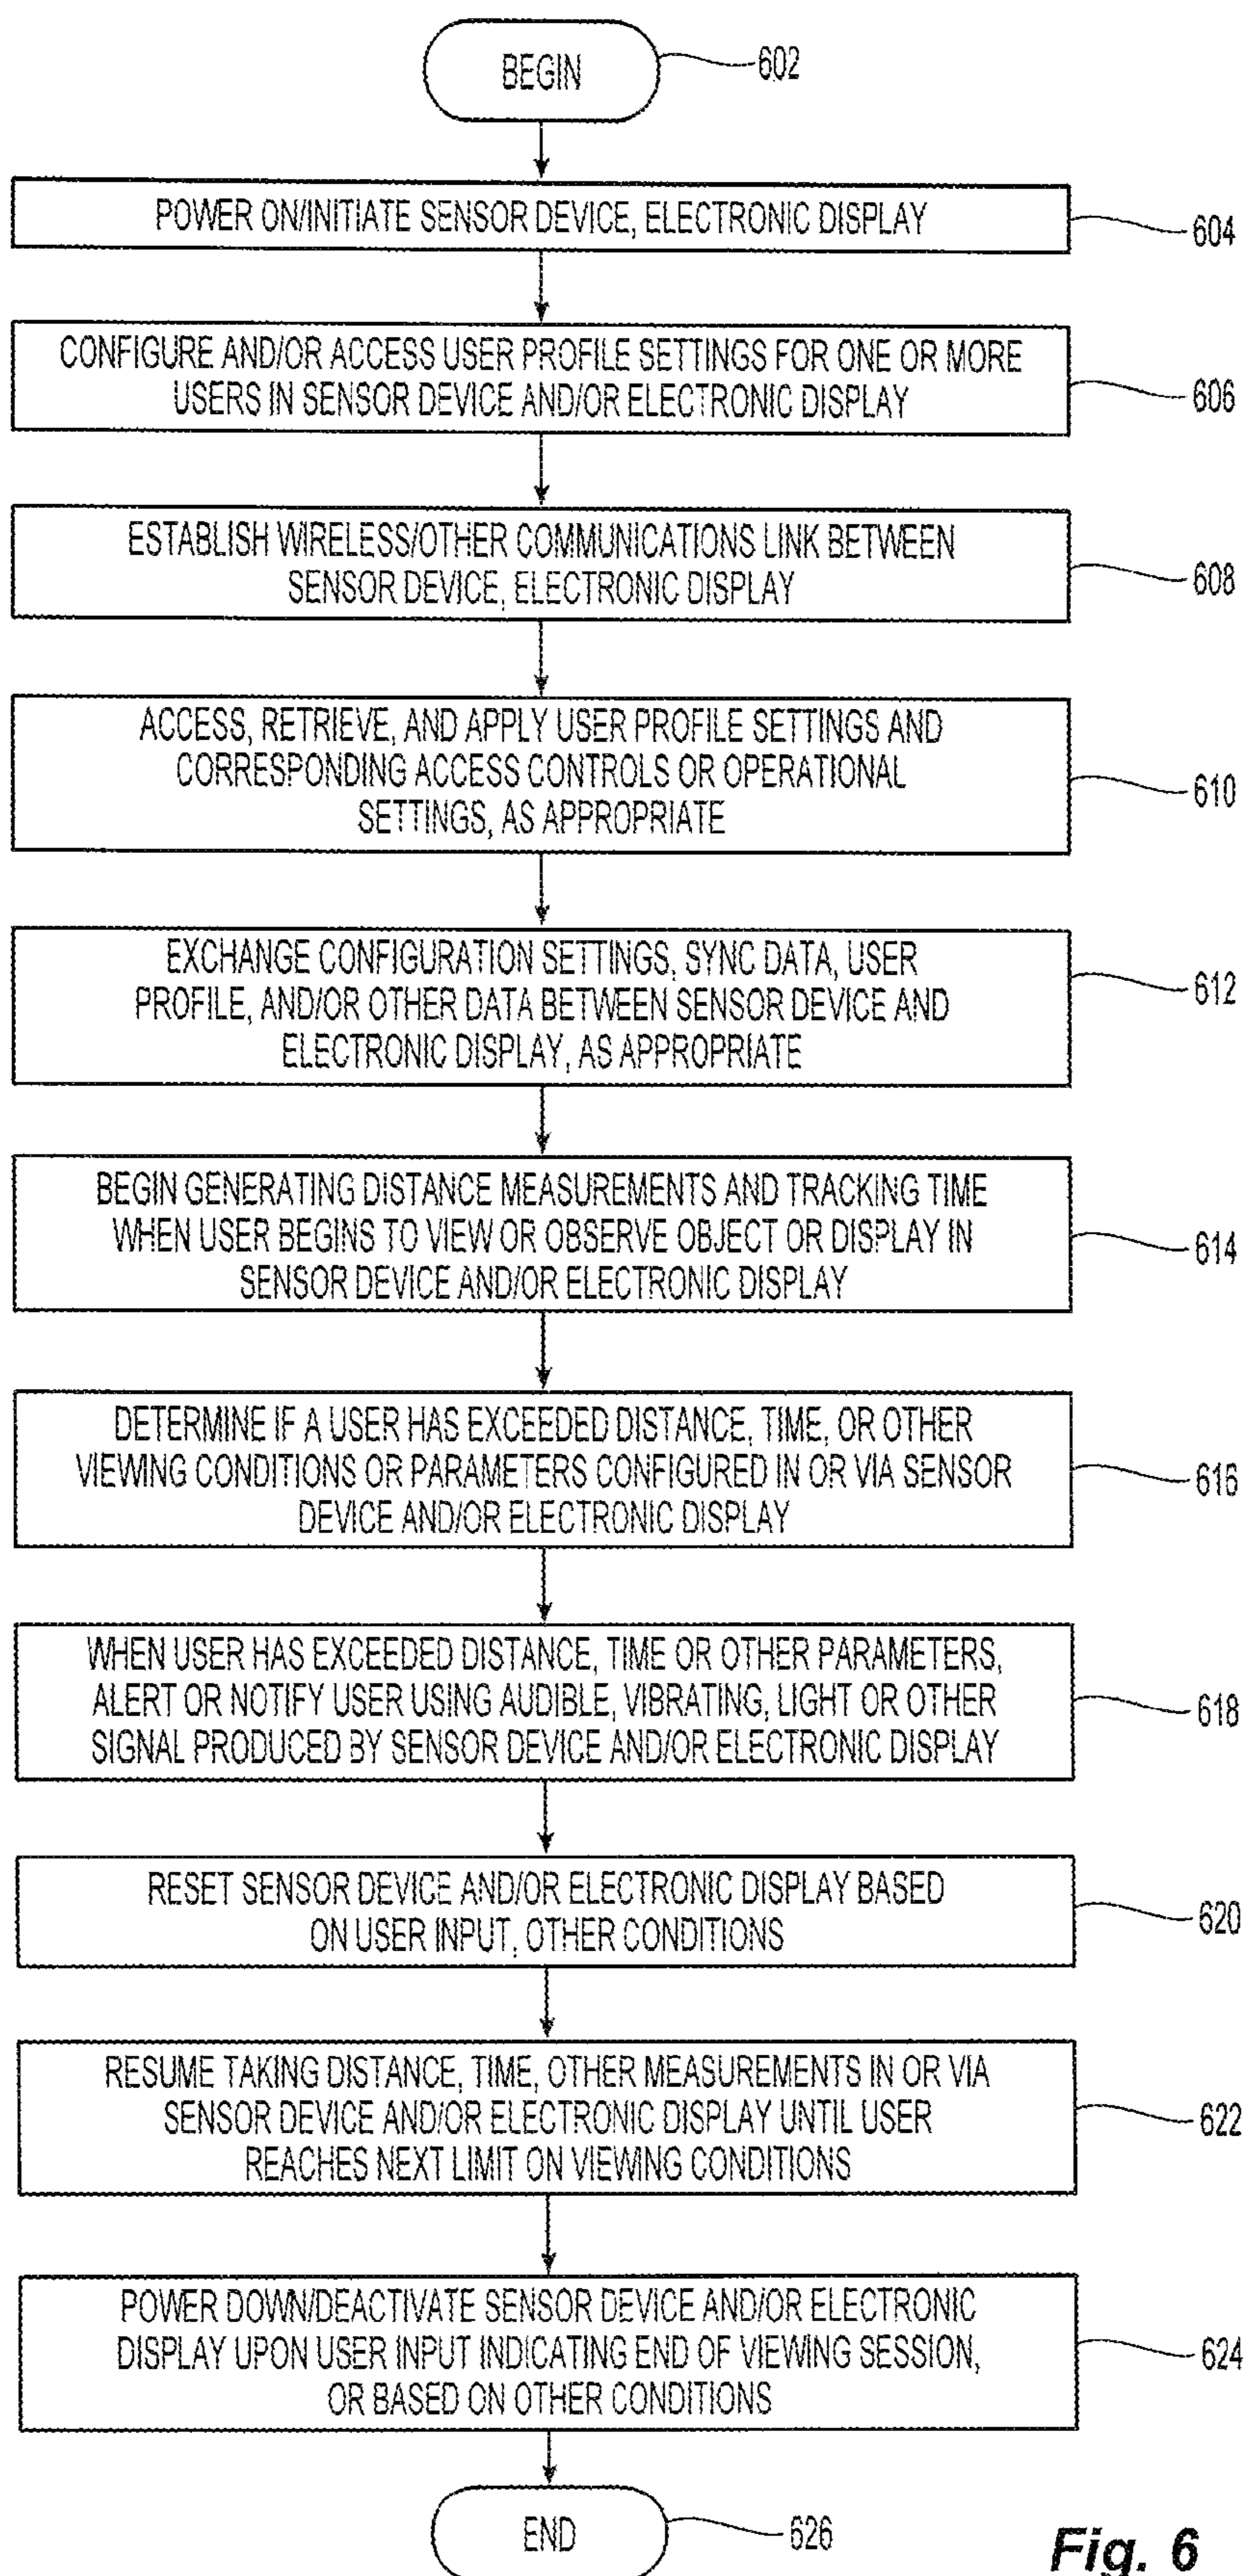 BEGIN
602
POWER ON/INITIATE SENSOR DEVICE, ELECTRONIC DISPLAY
604
CONFIGURE AND/OR ACCESS USER PROFILE SETTINGS FOR ONE OR MORE
USERS IN SENSOR DEVICE AND/OR ELECTRONIC DISPLAY
606
ESTABLISH WIRELESS/OTHER COMMUNICATIONS LINK BETWEEN
SENSOR DEVICE, ELECTRONIC DISPLAY
608
ACCESS, RETRIEVE, AND APPLY USER PROFILE SETTINGS AND
CORRESPONDING ACCESS CONTROLS OR OPERATIONAL
SETTINGS, AS APPROPRIATE
610
EXCHANGE CONFIGURATION SETTINGS, SYNC DATA, USER
PROFILE, AND/OR OTHER DATA BETWEEN SENSOR DEVICE AND
ELECTRONIC DISPLAY, AS APPROPRIATE
612
BEGIN GENERATING DISTANCE MEASUREMENTS AND TRACKING TIME
WHEN USER BEGINS TO VIEW OR OBSERVE OBJECT OR DISPLAY IN
SENSOR DEVICE AND/OR ELECTRONIC DISPLAY
614
DETERMINE IF A USER HAS EXCEEDED DISTANCE, TIME, OR OTHER
VIEWING CONDITIONS OR PARAMETERS CONFIGURED IN OR VIA SENSOR
DEVICE AND/OR ELECTRONIC DISPLAY
616
WHEN USER HAS EXCEEDED DISTANCE, TIME OR OTHER PARAMETERS,
ALERT OR NOTIFY USER USING AUDIBLE, VIBRATING, LIGHT OR OTHER
SIGNAL PRODUCED BY SENSOR DEVICE AND/OR ELECTRONIC DISPLAY
618
RESET SENSOR DEVICE AND/OR ELECTRONIC DISPLAY BASED
ON USER INPUT, OTHER CONDITIONS
620
RESUME TAKING DISTANCE, TIME, OTHER MEASUREMENTS IN OR VIA
SENSOR DEVICE AND/OR ELECTRONIC DISPLAY UNTIL USER
REACHES NEXT LIMIT ON VIEWING CONDITIONS
622
POWER DOWN/DEACTIVATE SENSOR DEVICE AND/OR ELECTRONIC
DISPLAY UPON USER INPUT INDICATING END OF VIEWING SESSION,
OR BASED ON OTHER CONDITIONS
624
END
626
Fig. 6